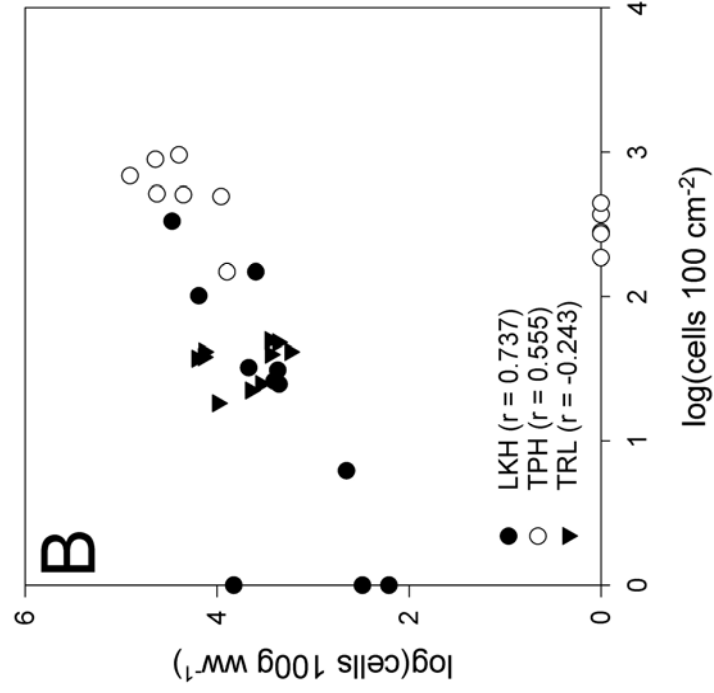 B
6
4
2
0
log(cells 100g ww⁻¹)
LKH (r = 0.737)
TPH (r = 0.555)
TRL (r = -0.243)
0
1
2
3
4
log(cells 100 cm⁻²)